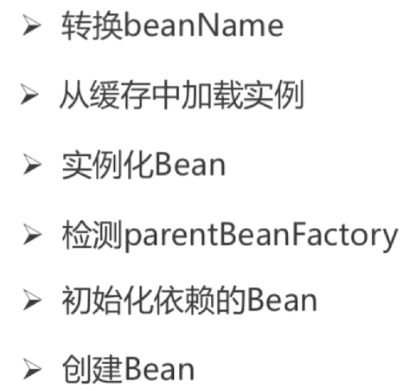 ➢ 转换beanName
➢ 从缓存中加载实例
➢ 实例化Bean
➢ 检测parentBeanFactory
➢ 初始化依赖的Bean
➢ 创建Bean